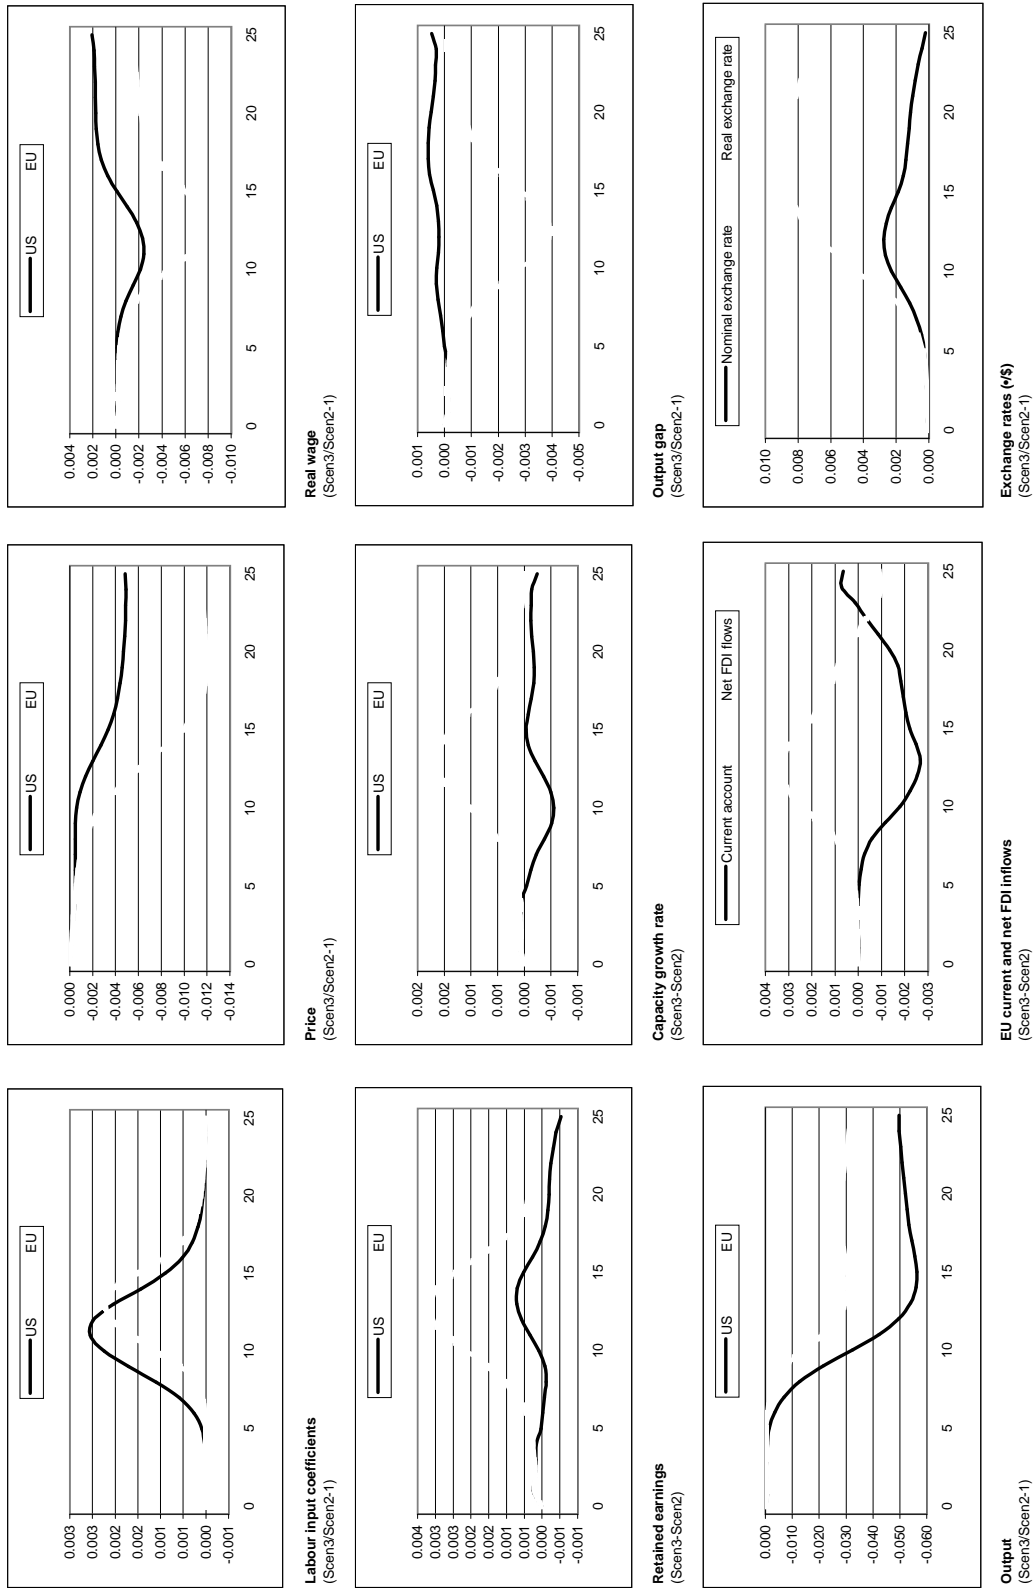 US EU
0.003
0.003
0.002
0.002
0.001
0.001
0.000
-0.001
0 5 10 15 20 25
Labour input coefficients
(Scen3/Scen2-1)
US EU
0.000
-0.002
-0.004
-0.006
-0.008
-0.010
-0.012
-0.014
0 5 10 15 20 25
Price
(Scen3/Scen2-1)
US EU
0.004
0.002
0.000
-0.002
-0.004
-0.006
-0.008
-0.010
0 5 10 15 20 25
Real wage
(Scen3/Scen2-1)
US EU
0.004
0.003
0.003
0.002
0.002
0.001
0.001
0.000
-0.001
-0.001
0 5 10 15 20 25
Retained earnings
(Scen3-Scen2)
US EU
0.002
0.002
0.001
0.001
0.000
-0.001
-0.001
0 5 10 15 20 25
Capacity growth rate
(Scen3-Scen2)
US EU
0.001
0.000
-0.001
-0.002
-0.003
-0.004
-0.005
0 5 10 15 20 25
Output gap
(Scen3/Scen2-1)
US EU
0.000
-0.010
-0.020
-0.030
-0.040
-0.050
-0.060
0 5 10 15 20 25
Output
(Scen3/Scen2-1)
Current account Net FDI flows
0.004
0.003
0.002
0.001
0.000
-0.001
-0.002
-0.003
0 5 10 15 20 25
EU current and net FDI inflows
(Scen3-Scen2)
Nominal exchange rate Real exchange rate
0.010
0.008
0.006
0.004
0.002
0.000
0 5 10 15 20 25
Exchange rates (•/$)
(Scen3/Scen2-1)